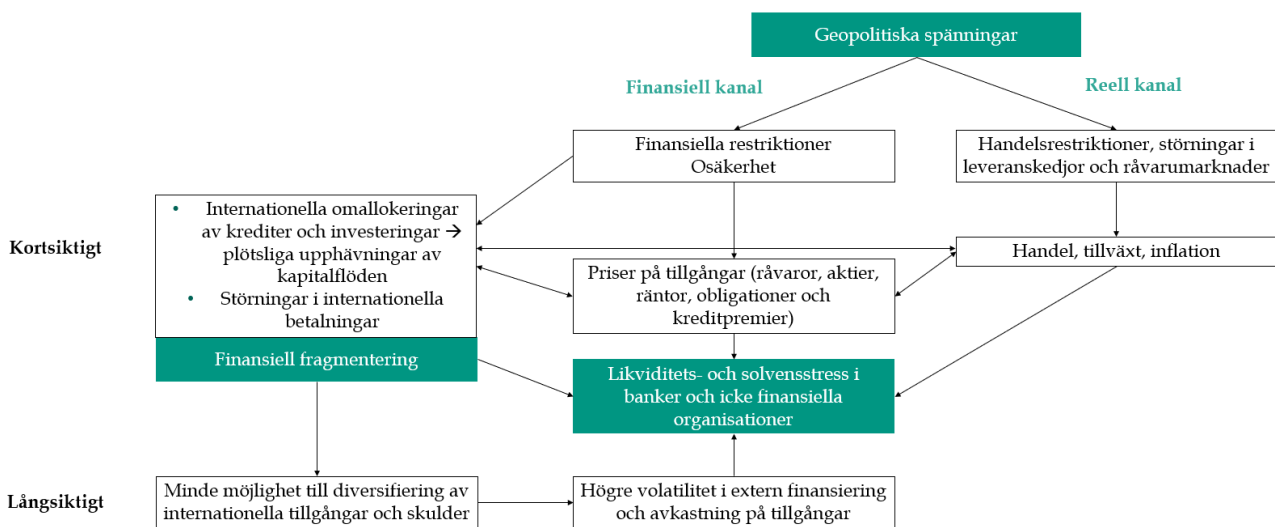 Geopolitiska spänningar
Finansiell kanal
Reell kanal
Finansiella restriktioner
Osäkerhet
Handelsrestriktioner, störningar i
leveranskedjor och råvarumarknader
Kortsiktigt
• Internationella omallokeringar
av krediter och investeringar →
plötsliga upphävningar av
kapitalflöden
• Störningar i internationella
betalningar
Finansiell fragmentering
Priser på tillgångar (råvaror, aktier,
räntor, obligationer och
kreditpremier)
Handel, tillväxt, inflation
Likviditets- och solvensstress i
banker och icke finansiella
organisationer
Långsiktigt
Minde möjlighet till diversifiering av
internationella tillgångar och skulder
Högre volatilitet i extern finansiering
och avkastning på tillgångar